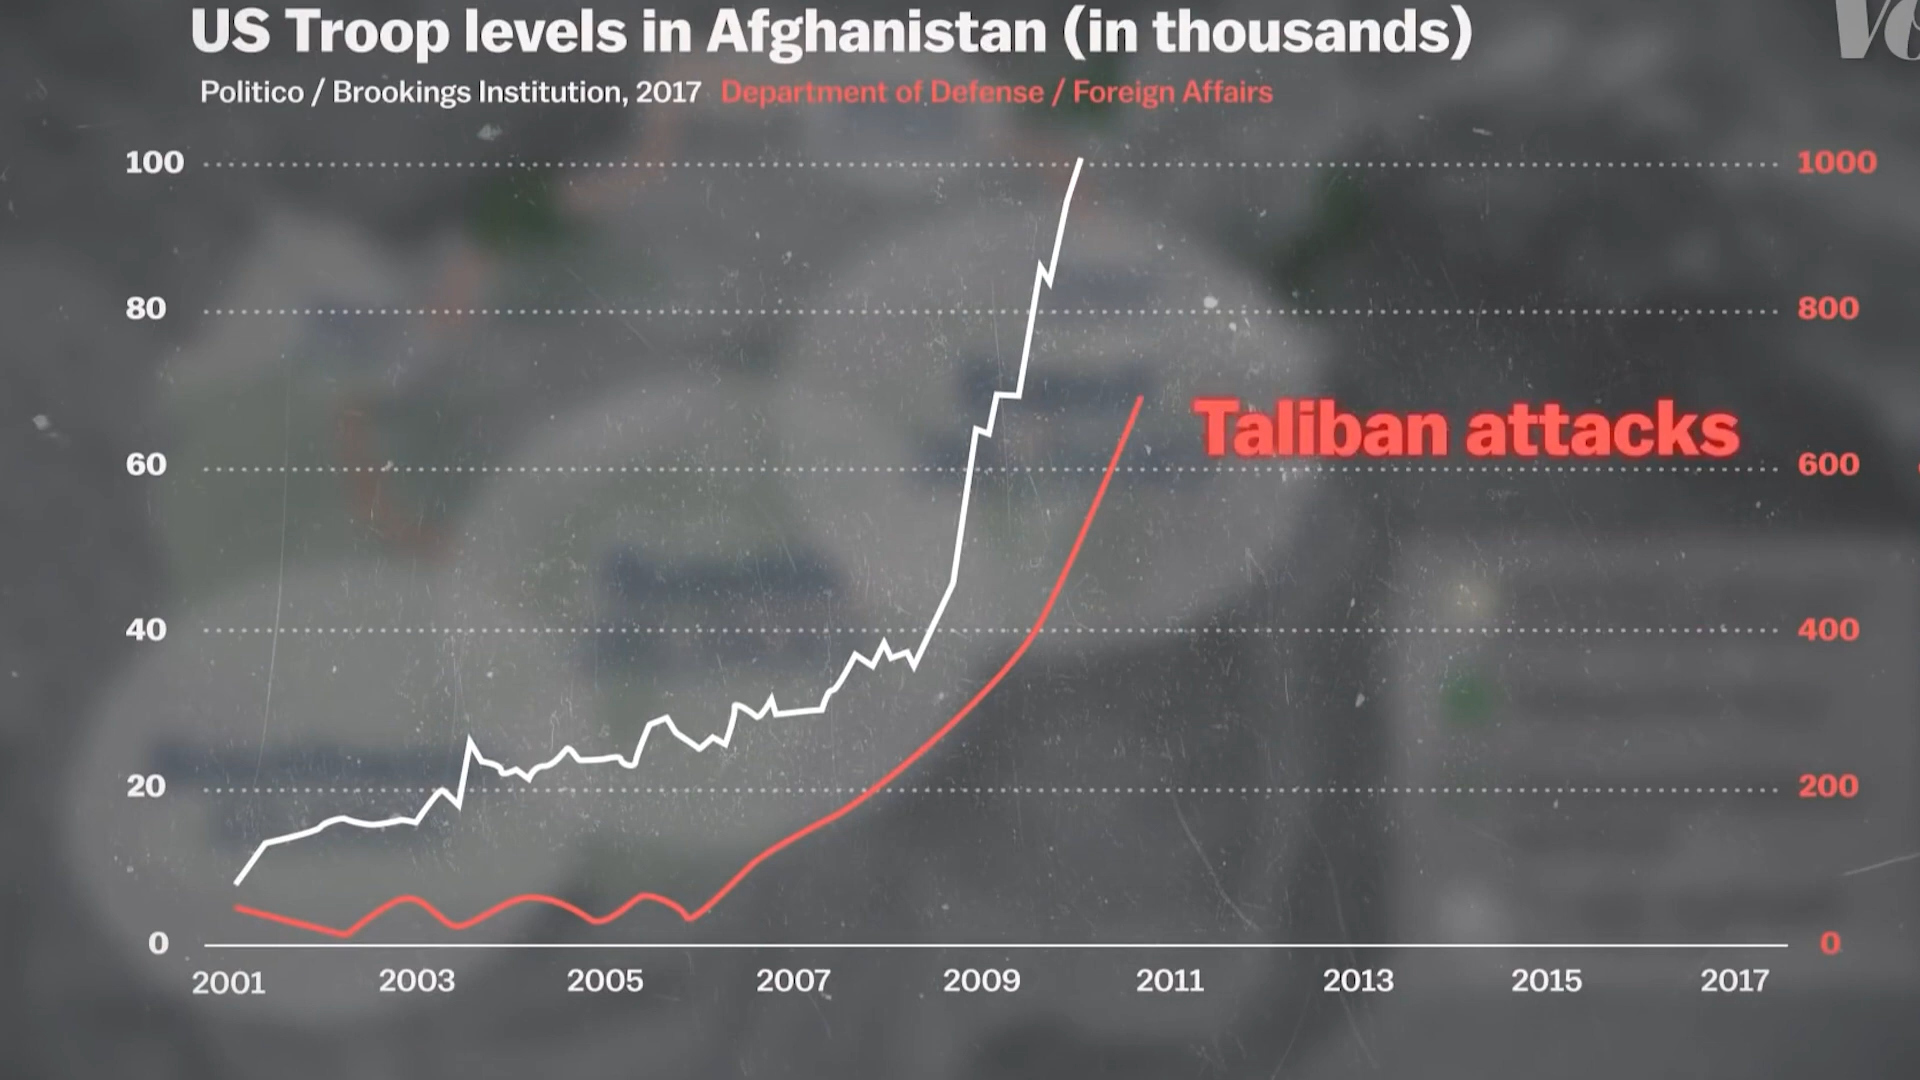 US Troop levels in Afghanistan (in thousands)
Politico / Brookings Institution, 2017 Department of Defense / Foreign Affairs
100 1000
80 800
Taliban attacks
60 600
40 400
20 200
0 0
2001 2003 2005 2007 2009 2011 2013 2015 2017